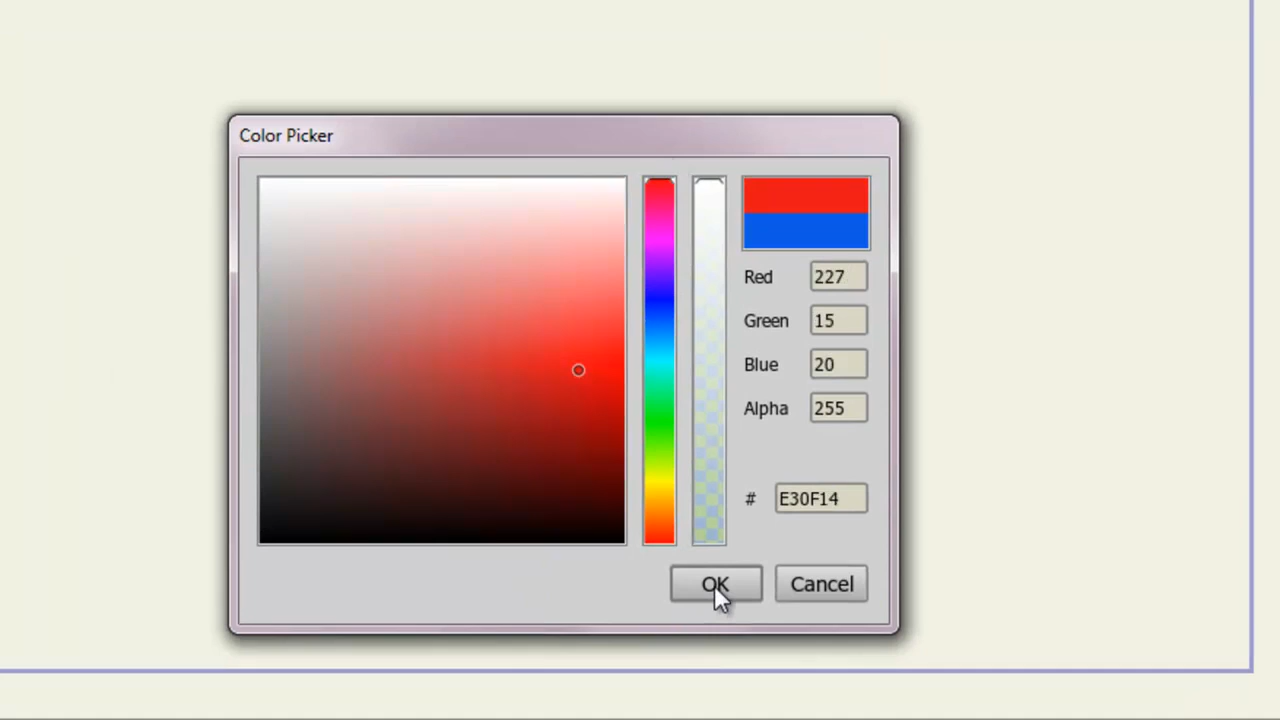 Color Picker
Red 227
Green 15
Blue 20
Alpha 255
# E30F14
OK Cancel